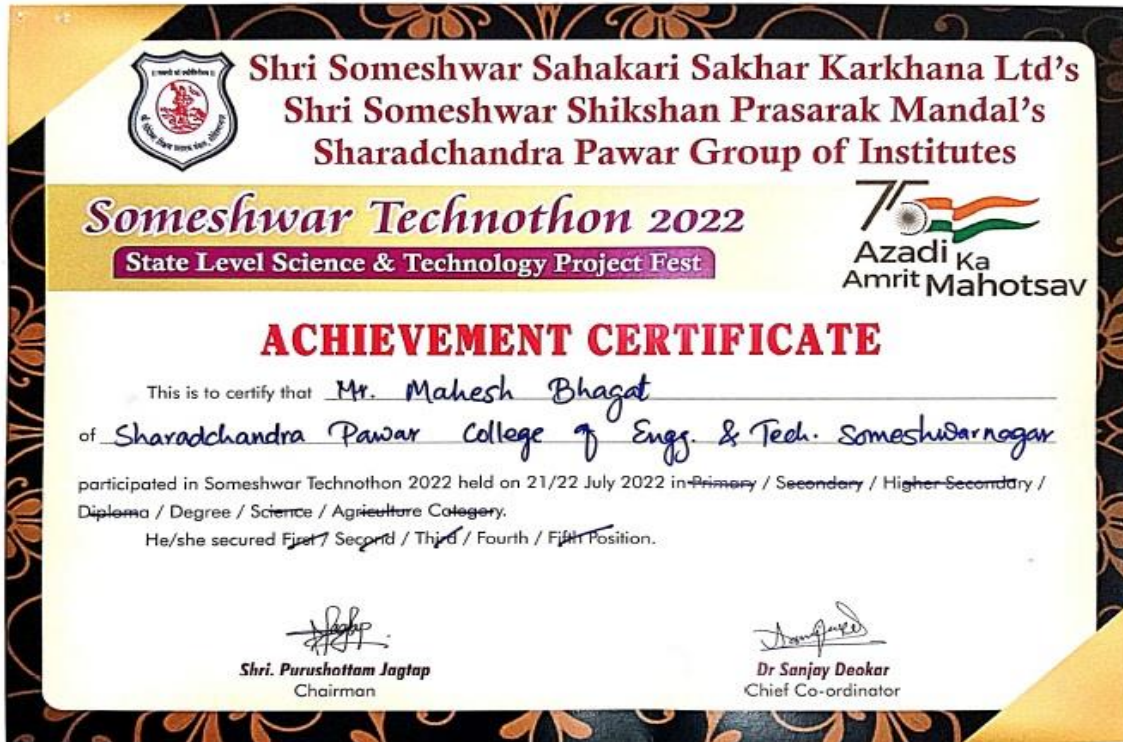 Shri Someshwar Sahakari Sakhar Karkhana Ltd's
Shri Someshwar Shikshan Prasarak Mandal's
Sharadchandra Pawar Group of Institutes
Someshwar Technothon 2022
State Level Science & Technology Project Fest
75
Azadi Ka
Amrit Mahotsav
ACHIEVEMENT CERTIFICATE
This is to certify that Mr. Mahesh Bhagat
of Sharadchandra Pawar College of Engg. & Tech. Someshwarnagar
participated in Someshwar Technothon 2022 held on 21/22 July 2022 in Primary / Secondary / Higher Secondary /
Diploma / Degree / Science / Agriculture Category.
He/she secured First / Second / Third / Fourth / Fifth Position.
Shri. Purushottam Jagtap
Chairman
Dr Sanjay Deokar
Chief Co-ordinator